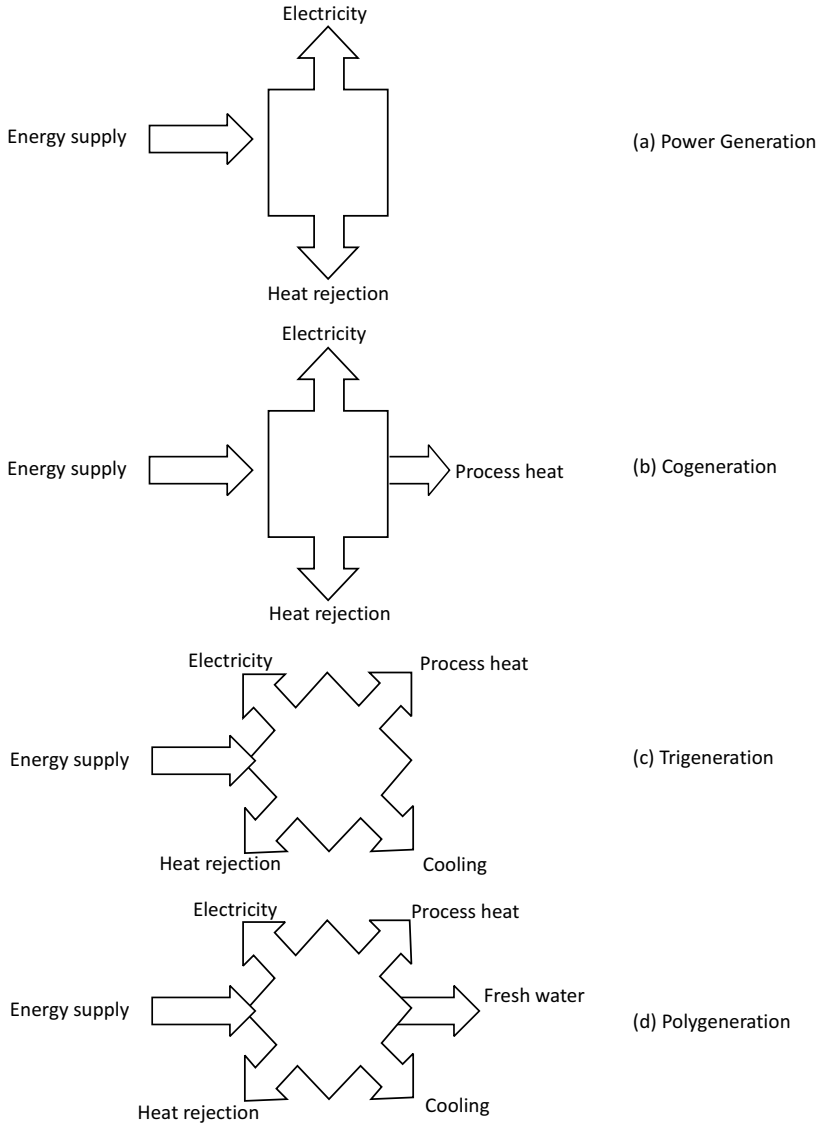 Electricity
Energy supply
(a) Power Generation
Heat rejection
Electricity
Energy supply
Process heat
(b) Cogeneration
Heat rejection
Electricity
Process heat
Energy supply
(c) Trigeneration
Heat rejection
Cooling
Electricity
Process heat
Energy supply
Fresh water
(d) Polygeneration
Heat rejection
Cooling